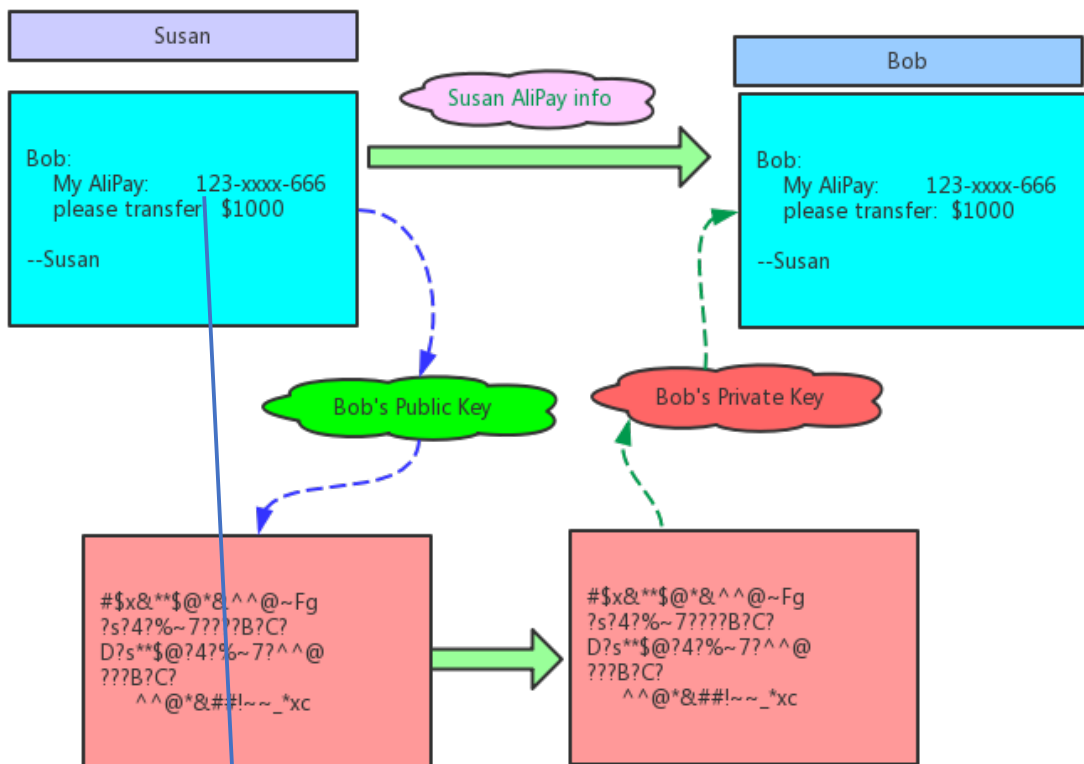 Susan
Bob
Susan AliPay info
Bob:
My AliPay: 123-xxxx-666
please transfer: $1000
--Susan
Bob:
My AliPay: 123-xxxx-666
please transfer: $1000
--Susan
Bob's Public Key
Bob's Private Key
#$x&**$@*&^^@~Fg
?s?4?%~7????B?C?
D?s**$@?4?%~7?^^@
???B?C?
^^@*&##!~~_*xc
#$x&**$@*&^^@~Fg
?s?4?%~7????B?C?
D?s**$@?4?%~7?^^@
???B?C?
^^@*&##!~~_*xc